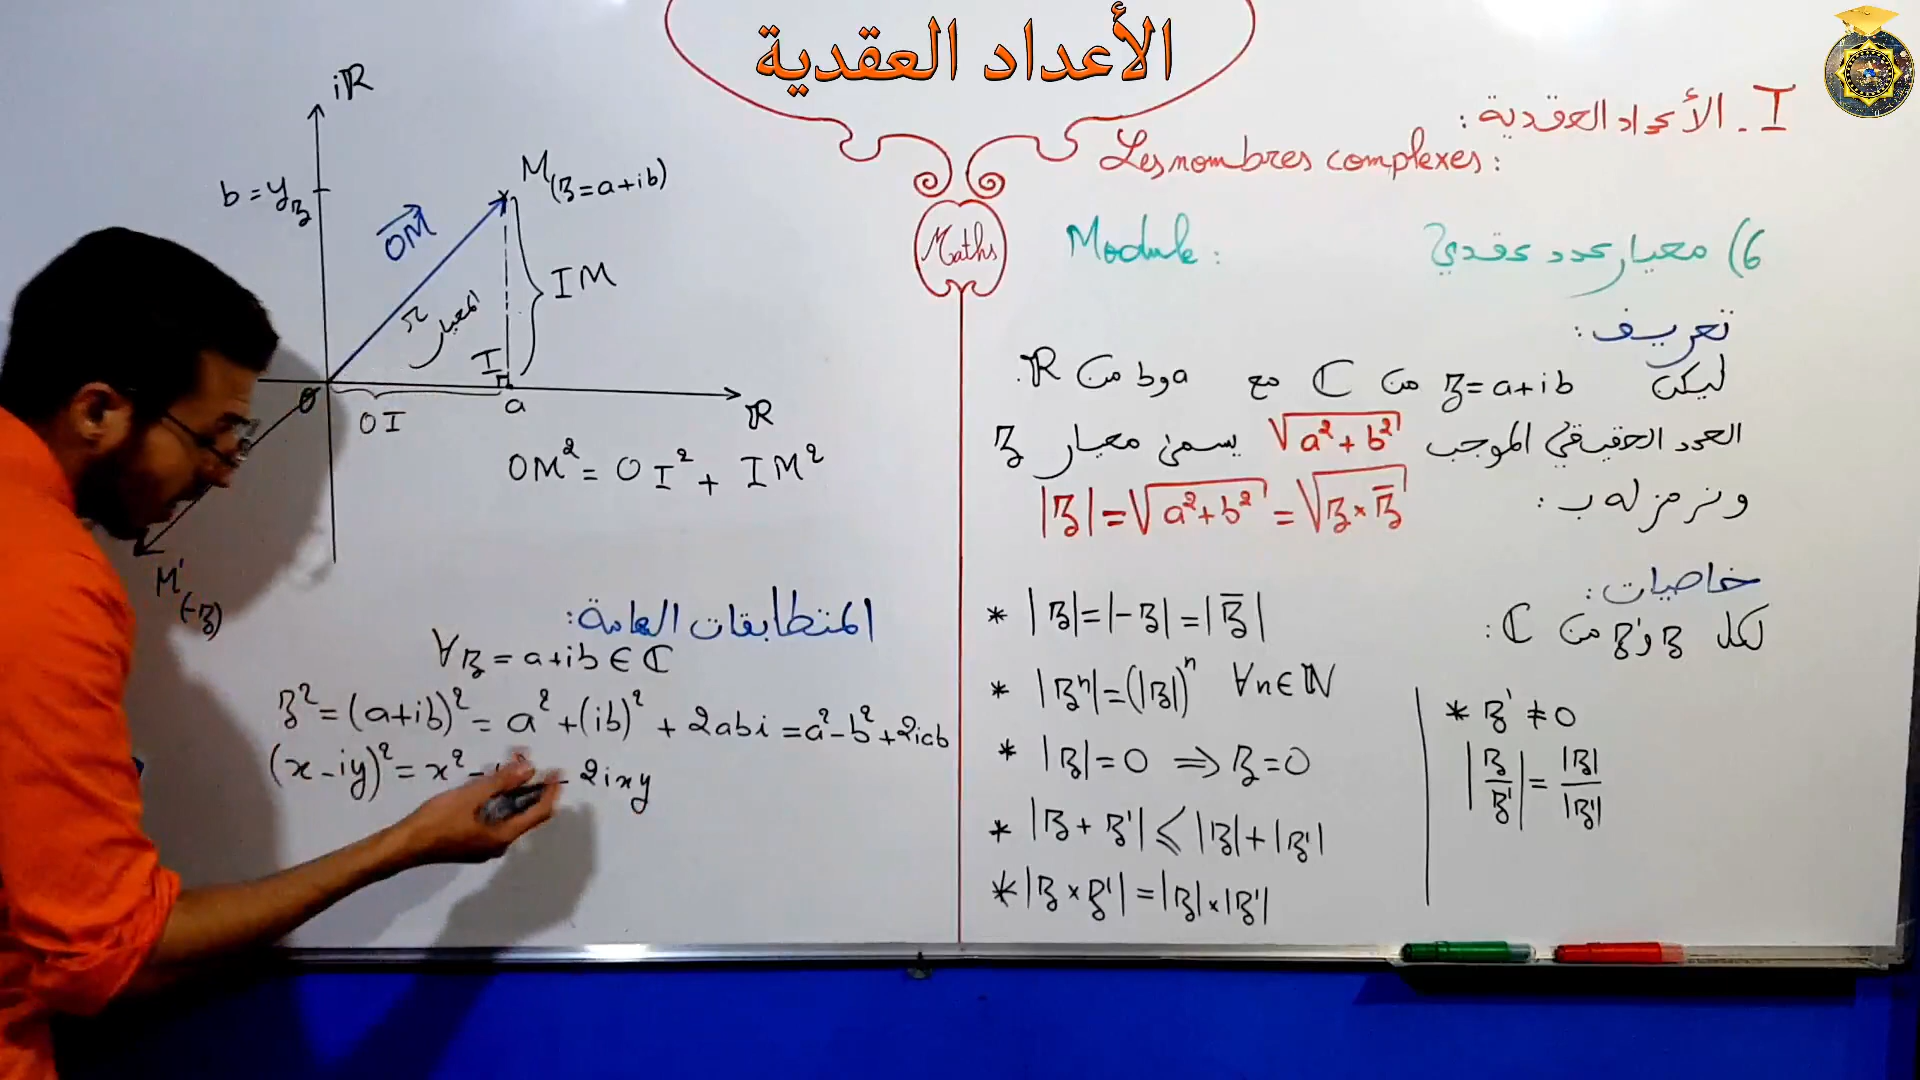 الأعداد العقدية
I. الأعداد العقدية:
Les nombres complexes:
Maths
6) معيار عدد عقدي Module:
تعريف:
ليكن z=a+ib من ℂ مع a و b من ℝ.
العدد الحقيقي الموجب √(a²+b²) يسمى معيار z
و نرمز له ب:
|z|=√(a²+b²)=√(z×z̄)
خاصيات:
لكل z و z' من ℂ:
* |z|=|-z|=|z̄|
* |zⁿ|=(|z|)ⁿ ∀n∈ℕ
* |z|=0 ⇒ z=0
* |z+z'|⩽|z|+|z'|
* |z×z'|=|z|×|z'|
* z'≠0
|z/z'|=|z|/|z'|
iR
b=y_z
M(z=a+ib)
OM
r المعيار
IM
I
O
OI
a
R
OM²=OI²+IM²
M'(-z)
المتطابقات العامة:
∀z=a+ib∈ℂ
z²=(a+ib)²=a²+(ib)²+2abi=a²-b²+2iab
(x-iy)²=x²- - 2ixy